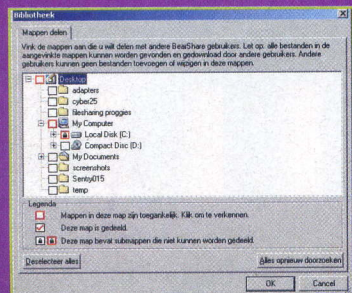 Bibliotheek
Mappen delen
Vink de mappen aan die u wilt delen met andere BearShare gebruikers. Let op: alle bestanden in de
aangevinkte mappen kunnen worden gevonden en gedownload door andere gebruikers. Andere
gebruikers kunnen geen bestanden toevoegen of wijzigen in deze mappen.
Desktop
adapters
cyber25
filesharing proggies
My Computer
Local Disk (C:)
Compact Disc (D:)
My Documents
screenshots
Sentry015
temp
Legenda
Mappen in deze map zijn toegankelijk. Klik om te verkennen.
Deze map is gedeeld.
Deze map bevat submappen die niet kunnen worden gedeeld.
Deselecteer alles
Alles opnieuw doorzoeken
OK
Cancel